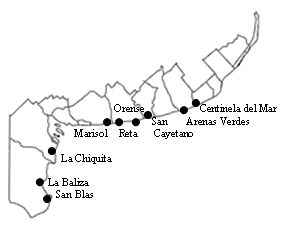 Orense
Centinela del Mar
Marisol
Reta
San
Cayetano
Arenas Verdes
La Chiquita
La Baliza
San Blas